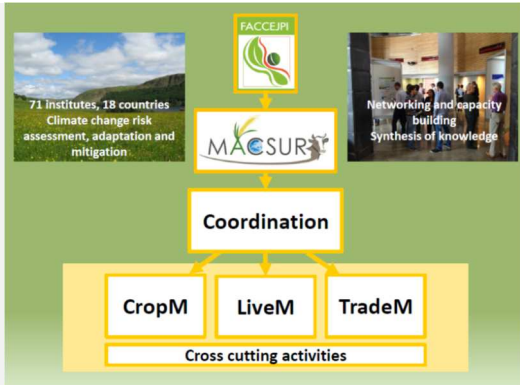 FACCEJPI
71 institutes, 18 countries
Climate change risk
assessment, adaptation and
mitigation
Networking and capacity
building
Synthesis of knowledge
MACSUR
Coordination
CropM
LiveM
TradeM
Cross cutting activities